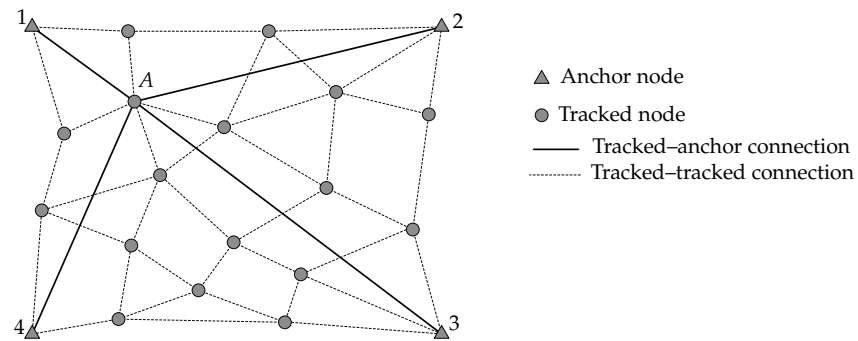 1
2
A
4
3
Anchor node
Tracked node
Tracked–anchor connection
Tracked–tracked connection